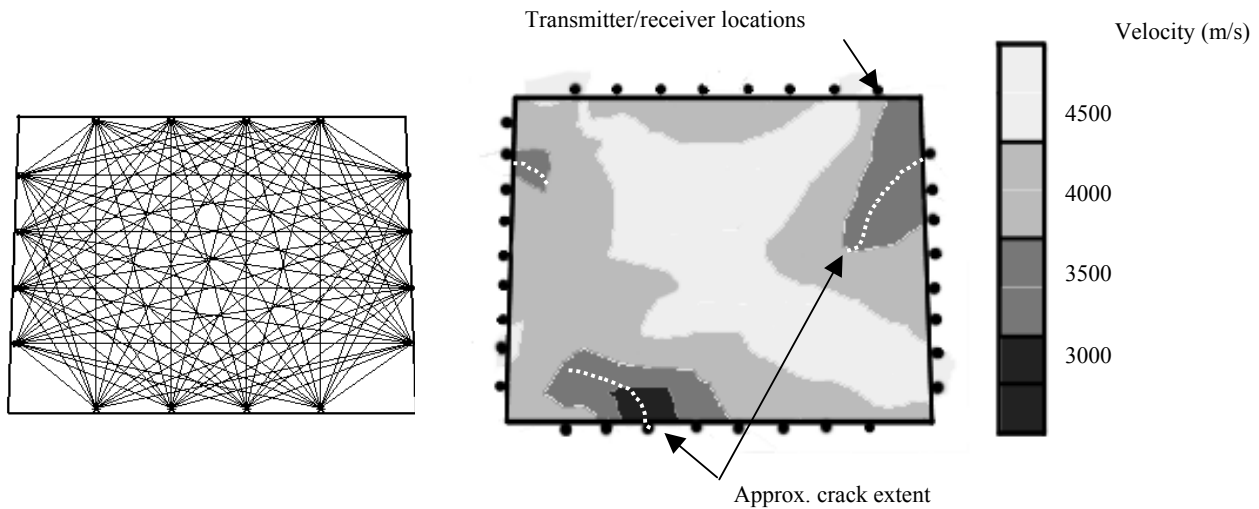 Transmitter/receiver locations
Velocity (m/s)
4500
4000
3500
3000
Approx. crack extent